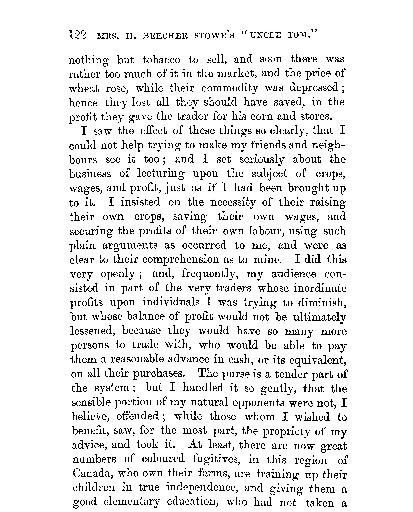 122 MRS. H. BEECHER STOWE'S "UNCLE TOM."
nothing but tobacco to sell, and soon there was
rather too much of it in the market, and the price of
wheat rose, while their commodity was depressed;
hence they lost all they should have saved, in the
profit they gave the trader for his corn and stores.
I saw the effect of these things so clearly, that I
could not help trying to make my friends and neigh-
bours see it too; and I set seriously about the
business of lecturing upon the subject of crops,
wages, and profit, just as if I had been brought up
to it. I insisted on the necessity of their raising
their own crops, saving their own wages, and
securing the profits of their own labour, using such
plain arguments as occurred to me, and were as
clear to their comprehension as to mine. I did this
very openly; and, frequently, my audience con-
sisted in part of the very traders whose inordinate
profits upon individuals I was trying to diminish,
but whose balance of profit would not be ultimately
lessened, because they would have so many more
persons to trade with, who would be able to pay
them a reasonable advance in cash, or its equivalent,
on all their purchases. The purse is a tender part of
the system; but I handled it so gently, that the
sensible portion of my natural opponents were not, I
believe, offended; while those whom I wished to
benefit, saw, for the most part, the propriety of my
advice, and took it. At least, there are now great
numbers of coloured fugitives, in this region of
Canada, who own their farms, are training up their
children in true independence, and giving them a
good elementary education, who had not taken a